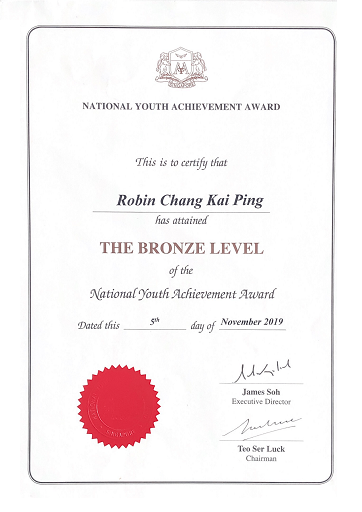 SINGAPORE
NATIONAL YOUTH ACHIEVEMENT AWARD
This is to certify that
Robin Chang Kai Ping
has attained
THE BRONZE LEVEL
of the
National Youth Achievement Award
Dated this 5th day of November 2019
James Soh
Executive Director
Teo Ser Luck
Chairman